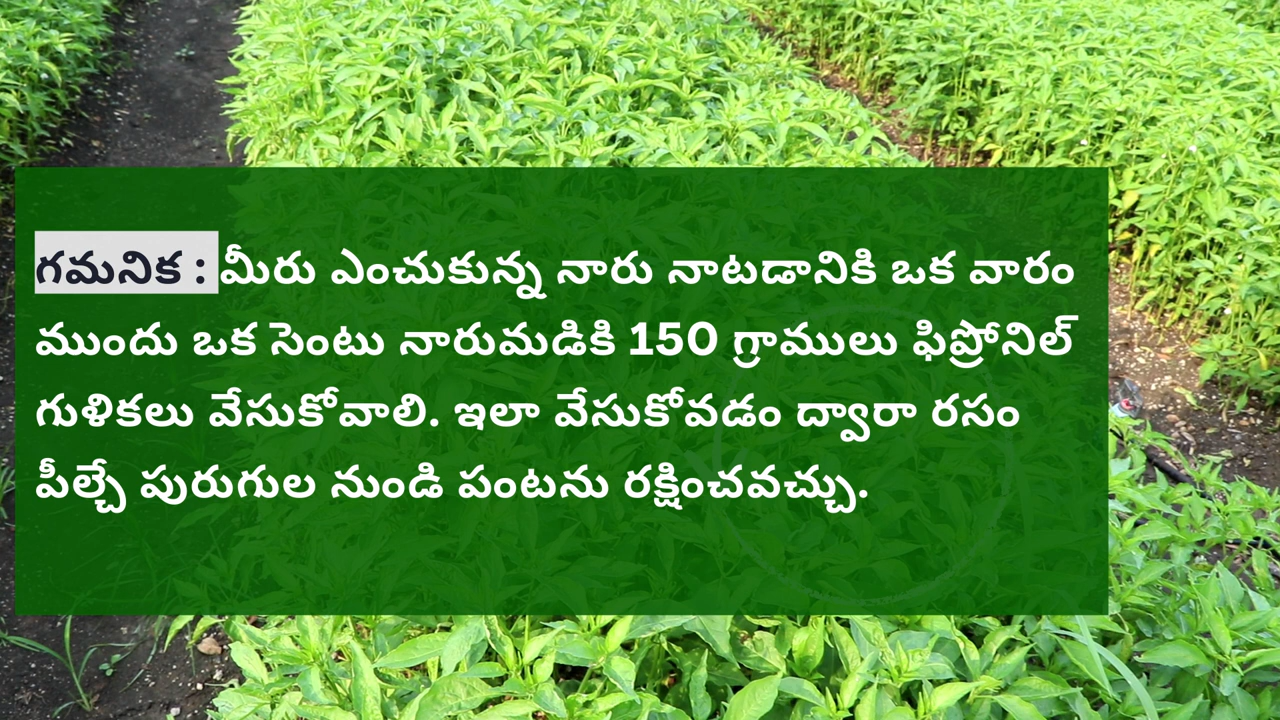 గమనిక : మీరు ఎంచుకున్న నారు నాటడానికి ఒక వారం
ముందు ఒక సెంటు నారుమడికి 150 గ్రాములు ఫిప్రోనిల్
గుళికలు వేసుకోవాలి. ఇలా వేసుకోవడం ద్వారా రసం
పీల్చే పురుగుల నుండి పంటను రక్షించవచ్చు.